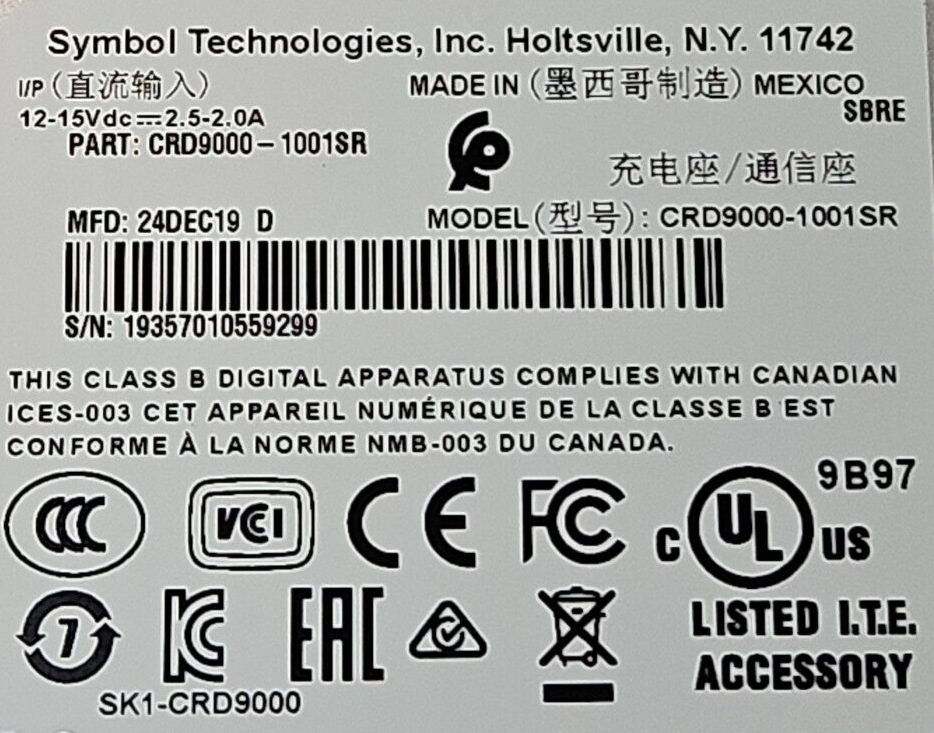 Symbol Technologies, Inc. Holtsville, N.Y. 11742
I/P (直流输入)
MADE IN (墨西哥制造) MEXICO
12-15Vdc⎓2.5-2.0A
SBRE
PART: CRD9000-1001SR
充电座/通信座
MFD: 24DEC19 D
MODEL(型号): CRD9000-1001SR
S/N: 19357010559299
THIS CLASS B DIGITAL APPARATUS COMPLIES WITH CANADIAN
ICES-003 CET APPAREIL NUMÉRIQUE DE LA CLASSE B EST
CONFORME À LA NORME NMB-003 DU CANADA.
9B97
CCC VCI CE FC C UL US
7 KC EAC
LISTED I.T.E.
ACCESSORY
SK1-CRD9000